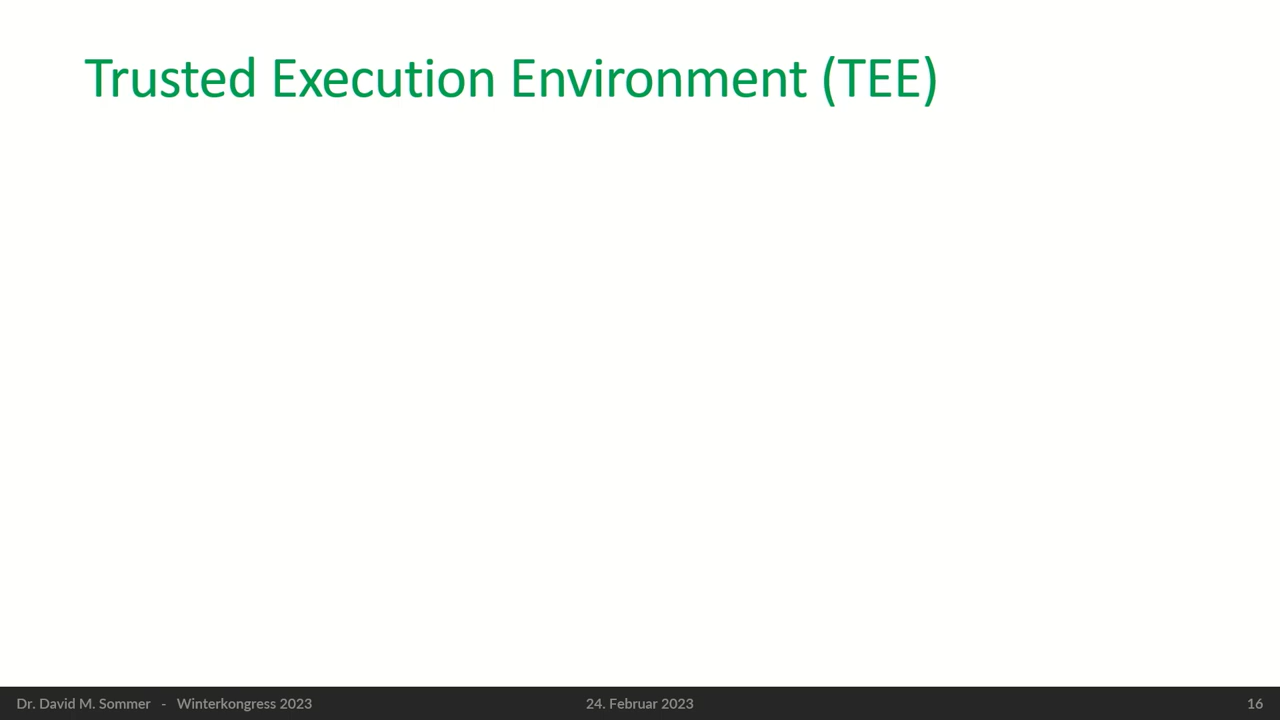 Trusted Execution Environment (TEE)
Dr. David M. Sommer - Winterkongress 2023 24. Februar 2023 16